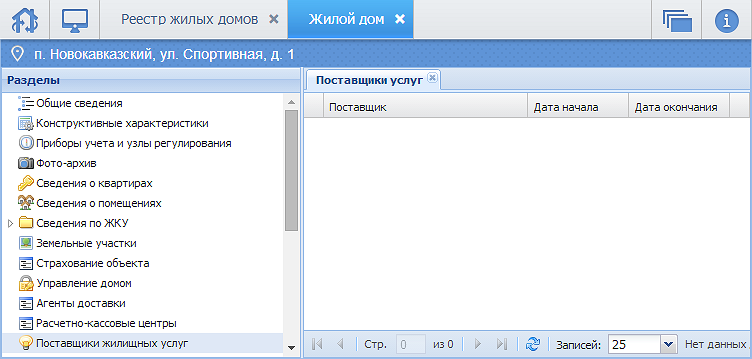 Реестр жилых домов
Жилой дом
п. Новокавказский, ул. Спортивная, д. 1
Разделы
Общие сведения
Конструктивные характеристики
Приборы учета и узлы регулирования
Фото-архив
Сведения о квартирах
Сведения о помещениях
Сведения по ЖКУ
Земельные участки
Страхование объекта
Управление домом
Агенты доставки
Расчетно-кассовые центры
Поставщики жилищных услуг
Поставщики услуг
Поставщик Дата начала Дата окончания
Стр. 0 из 0 Записей: 25 Нет данных